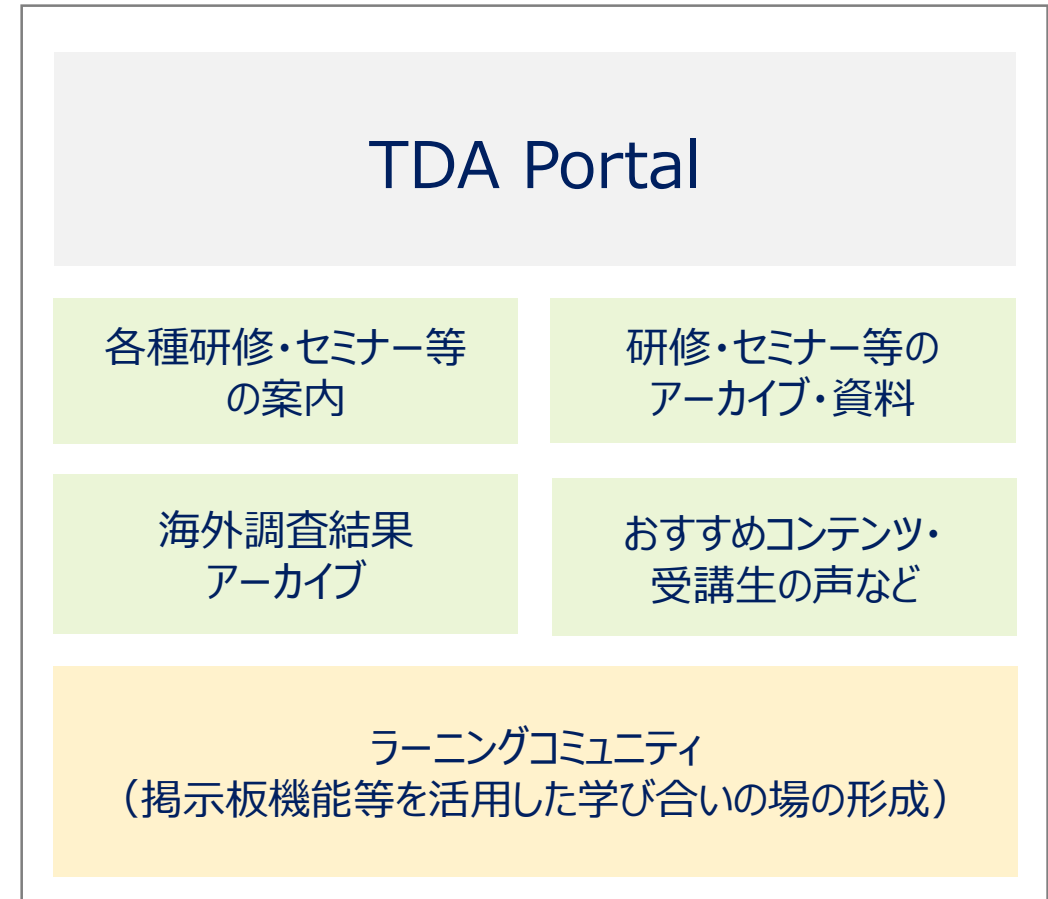 TDA Portal
各種研修・セミナー等
の案内
研修・セミナー等の
アーカイブ・資料
海外調査結果
アーカイブ
おすすめコンテンツ・
受講生の声など
ラーニングコミュニティ
（掲示板機能等を活用した学び合いの場の形成）